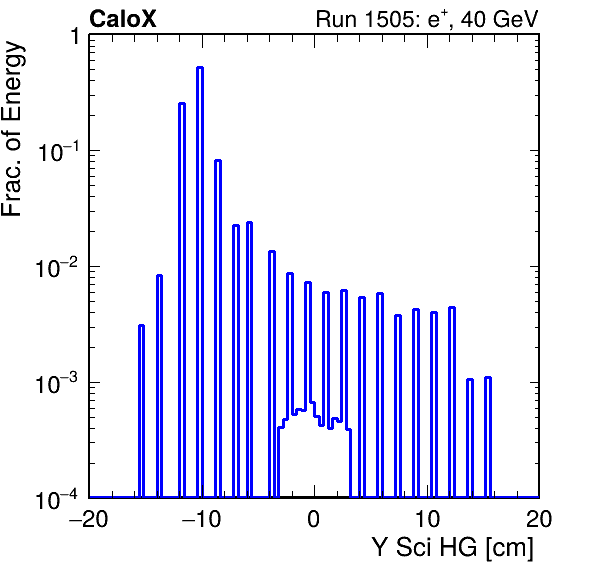 CaloX Run 1505: e⁺, 40 GeV
Frac. of Energy
1
10⁻¹
10⁻²
10⁻³
10⁻⁴
−20 −10 0 10 20
Y Sci HG [cm]